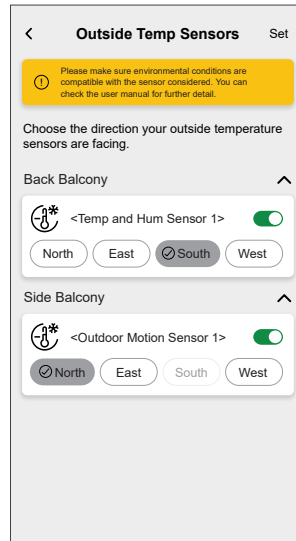 Outside Temp Sensors Set
Please make sure environmental conditions are
compatible with the sensor considered. You can
check the user manual for further detail.
Choose the direction your outside temperature
sensors are facing.
Back Balcony
<Temp and Hum Sensor 1>
North East South West
Side Balcony
<Outdoor Motion Sensor 1>
North East South West